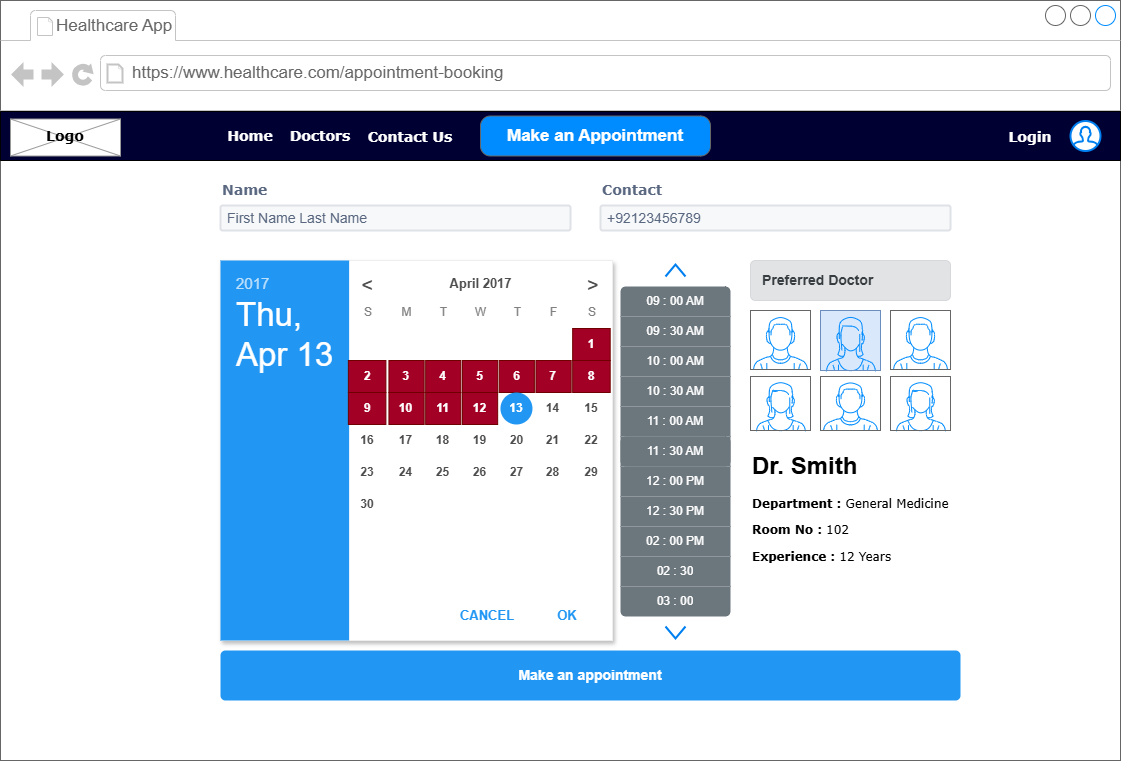 Healthcare App
https://www.healthcare.com/appointment-booking
Logo Home Doctors Contact Us Make an Appointment Login
Name
First Name Last Name
Contact
+92123456789
2017
Thu,
Apr 13
< April 2017 >
S M T W T F S
1
2 3 4 5 6 7 8
9 10 11 12 13 14 15
16 17 18 19 20 21 22
23 24 25 26 27 28 29
30
CANCEL OK
09 : 00 AM
09 : 30 AM
10 : 00 AM
10 : 30 AM
11 : 00 AM
11 : 30 AM
12 : 00 PM
12 : 30 PM
02 : 00 PM
02 : 30
03 : 00
Preferred Doctor
Dr. Smith
Department : General Medicine
Room No : 102
Experience : 12 Years
Make an appointment